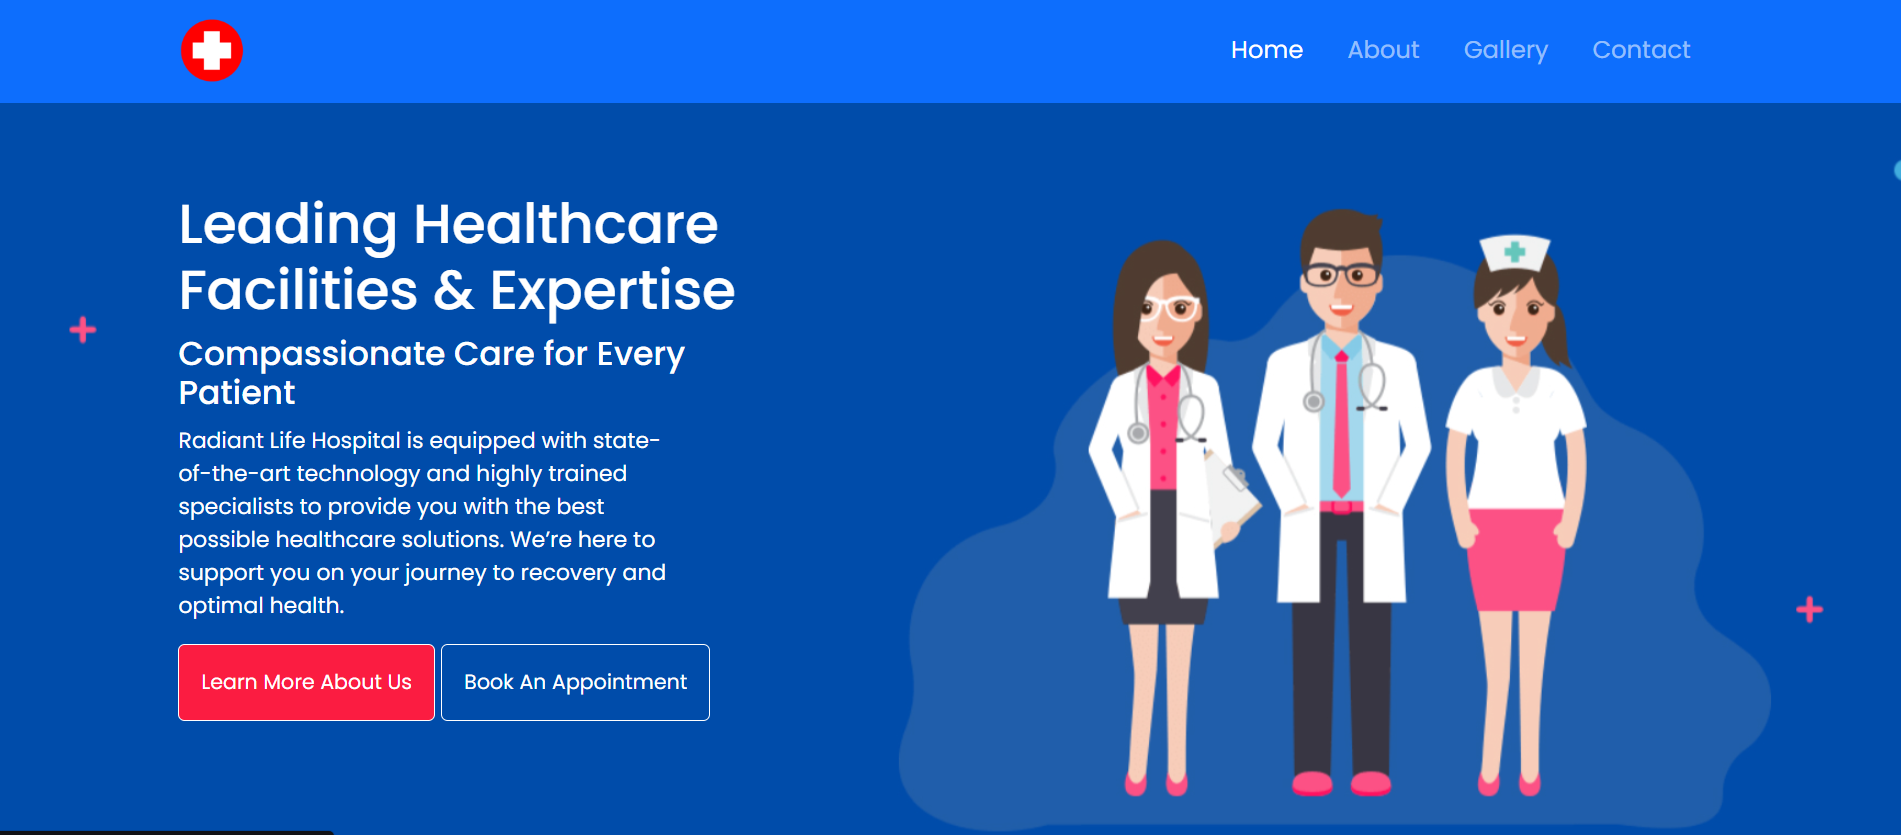 Home About Gallery Contact
Leading Healthcare
Facilities & Expertise
Compassionate Care for Every
Patient
Radiant Life Hospital is equipped with state-
of-the-art technology and highly trained
specialists to provide you with the best
possible healthcare solutions. We’re here to
support you on your journey to recovery and
optimal health.
Learn More About Us Book An Appointment